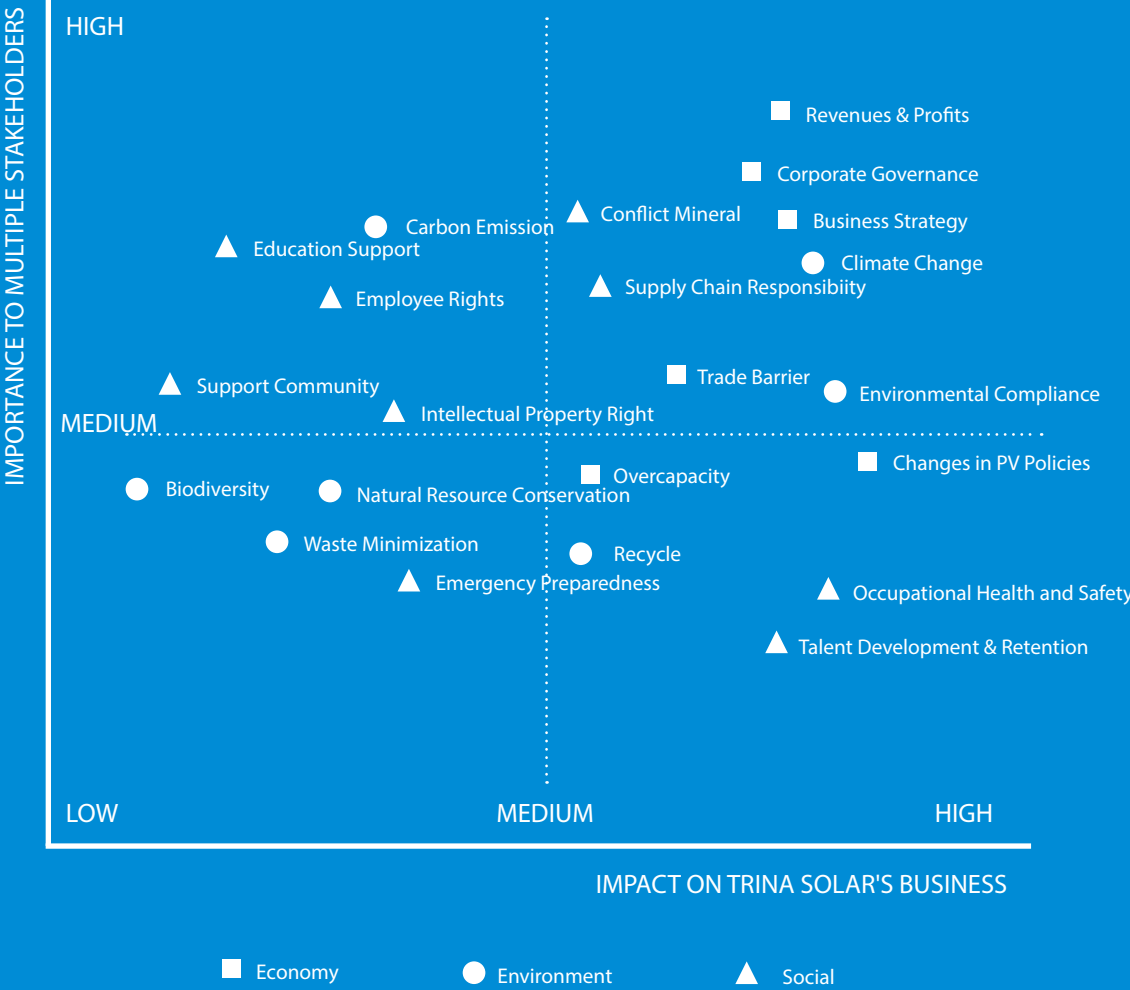 IMPORTANCE TO MULTIPLE STAKEHOLDERS
HIGH
Revenues & Profits
Corporate Governance
Conflict Mineral
Business Strategy
Carbon Emission
Education Support
Climate Change
Supply Chain Responsibiity
Employee Rights
Trade Barrier
Support Community
Environmental Compliance
Intellectual Property Right
MEDIUM
Changes in PV Policies
Overcapacity
Biodiversity
Natural Resource Conservation
Waste Minimization
Recycle
Emergency Preparedness
Occupational Health and Safety
Talent Development & Retention
LOW
MEDIUM
HIGH
IMPACT ON TRINA SOLAR'S BUSINESS
Economy
Environment
Social